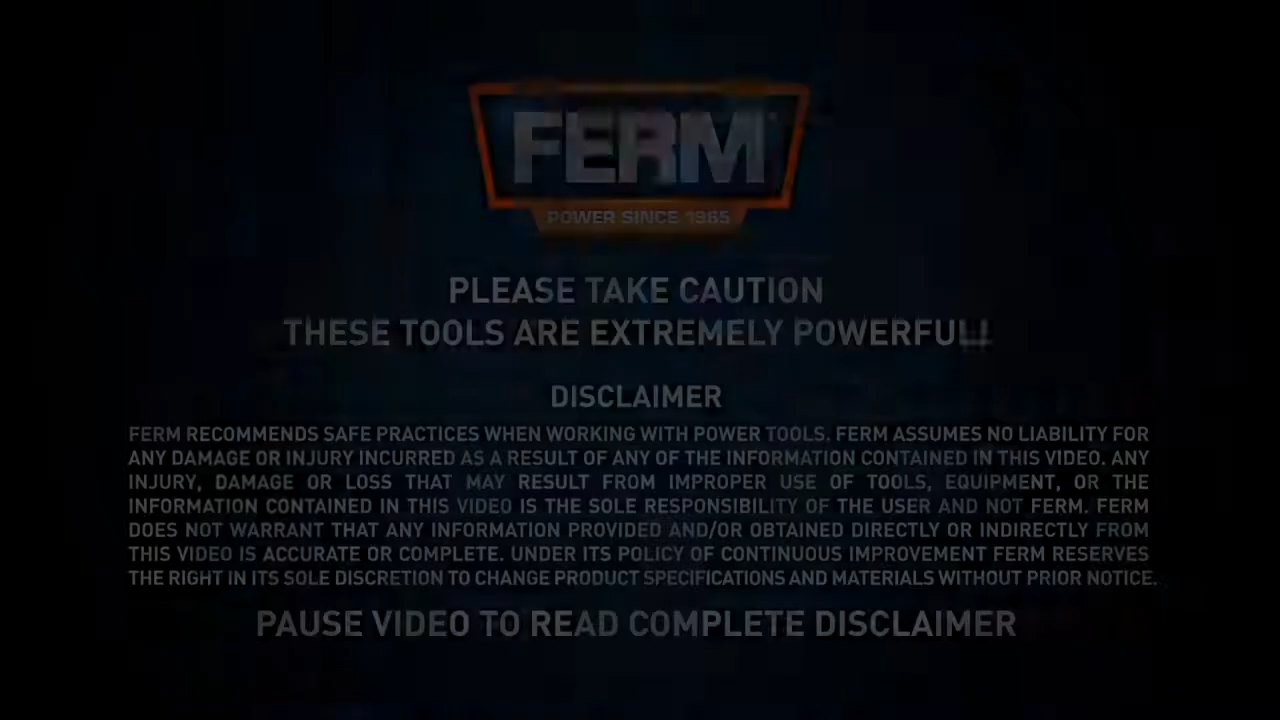 FERM
POWER SINCE 1965
PLEASE TAKE CAUTION
THESE TOOLS ARE EXTREMELY POWERFUL!
DISCLAIMER
FERM RECOMMENDS SAFE PRACTICES WHEN WORKING WITH POWER TOOLS. FERM ASSUMES NO LIABILITY FOR
ANY DAMAGE OR INJURY INCURRED AS A RESULT OF ANY OF THE INFORMATION CONTAINED IN THIS VIDEO. ANY
INJURY, DAMAGE OR LOSS THAT MAY RESULT FROM IMPROPER USE OF TOOLS, EQUIPMENT, OR THE
INFORMATION CONTAINED IN THIS VIDEO IS THE SOLE RESPONSIBILITY OF THE USER AND NOT FERM. FERM
DOES NOT WARRANT THAT ANY INFORMATION PROVIDED AND/OR OBTAINED DIRECTLY OR INDIRECTLY FROM
THIS VIDEO IS ACCURATE OR COMPLETE. UNDER ITS POLICY OF CONTINUOUS IMPROVEMENT FERM RESERVES
THE RIGHT IN ITS SOLE DISCRETION TO CHANGE PRODUCT SPECIFICATIONS AND MATERIALS WITHOUT PRIOR NOTICE.
PAUSE VIDEO TO READ COMPLETE DISCLAIMER